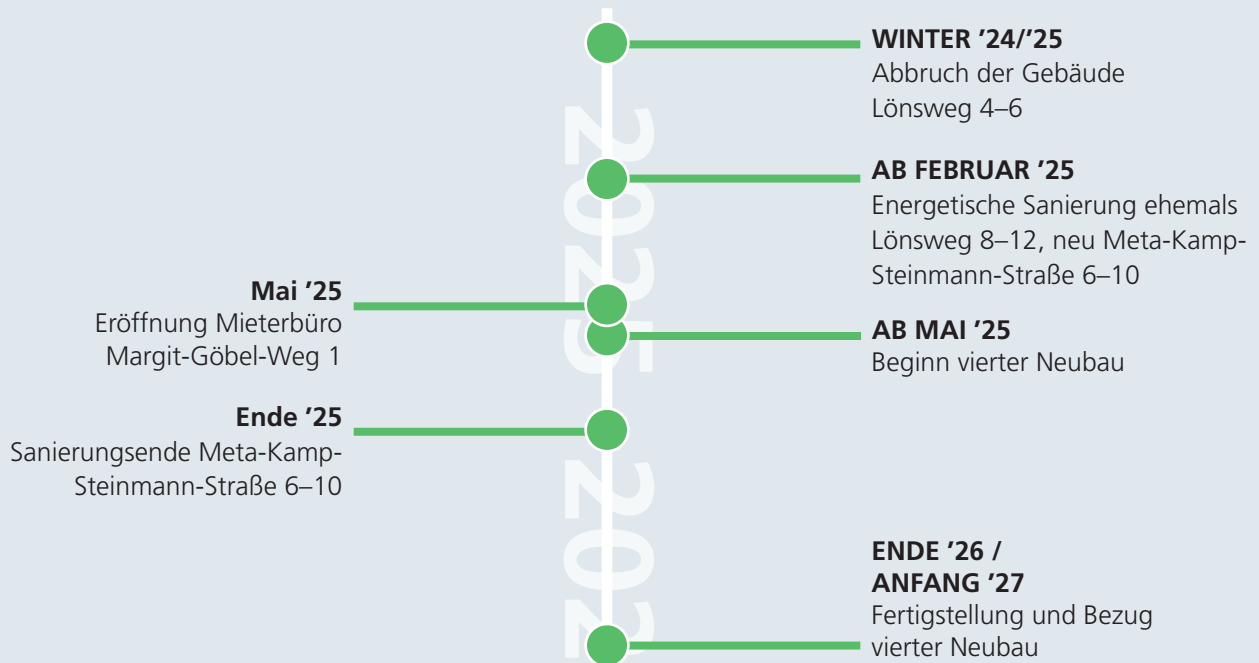 WINTER ’24/’25
Abbruch der Gebäude
Lönsweg 4–6
AB FEBRUAR ’25
Energetische Sanierung ehemals
Lönsweg 8–12, neu Meta-Kamp-
Steinmann-Straße 6–10
Mai ’25
Eröffnung Mieterbüro
Margit-Göbel-Weg 1
AB MAI ’25
Beginn vierter Neubau
Ende ’25
Sanierungsende Meta-Kamp-
Steinmann-Straße 6–10
ENDE ’26 /
ANFANG ’27
Fertigstellung und Bezug
vierter Neubau
2025
202